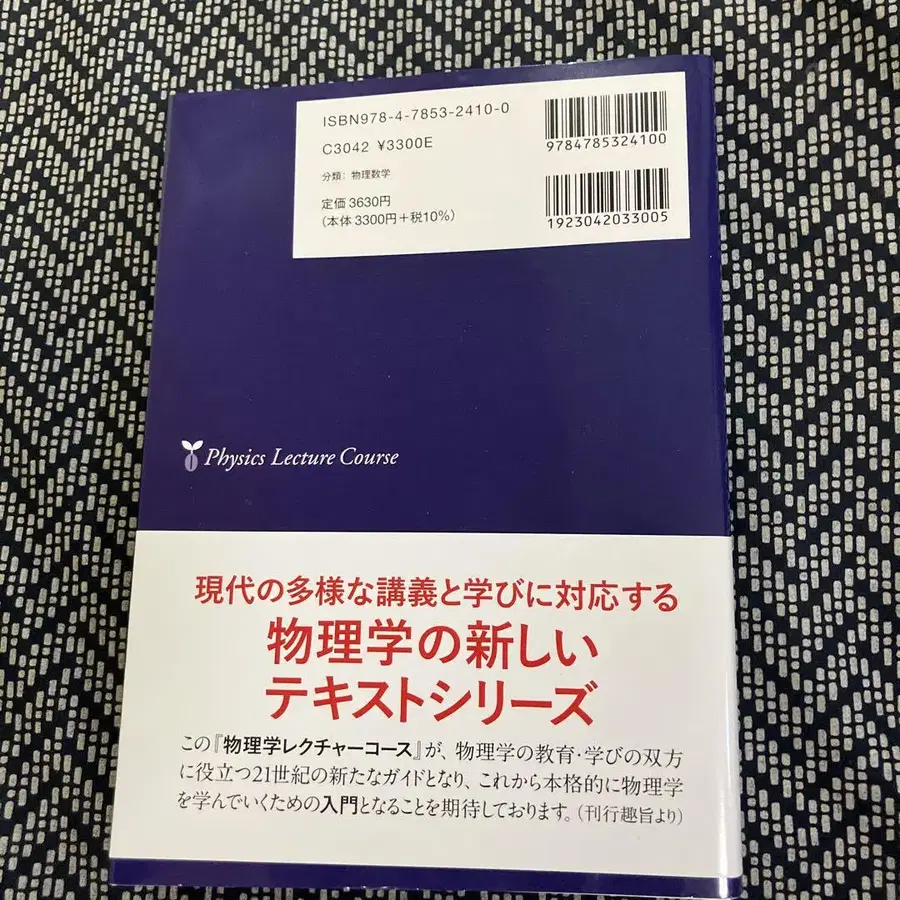 ISBN978-4-7853-2410-0
C3042 ¥3300E
分類：物理数学
定価 3630円
（本体 3300円＋税10%）
9784785324100
1923042033005
Physics Lecture Course
現代の多様な講義と学びに対応する
物理学の新しい
テキストシリーズ
この『物理学レクチャーコース』が、物理学の教育・学びの双方
に役立つ21世紀の新たなガイドとなり、これから本格的に物理学
を学んでいくための入門となることを期待しております。（刊行趣旨より）